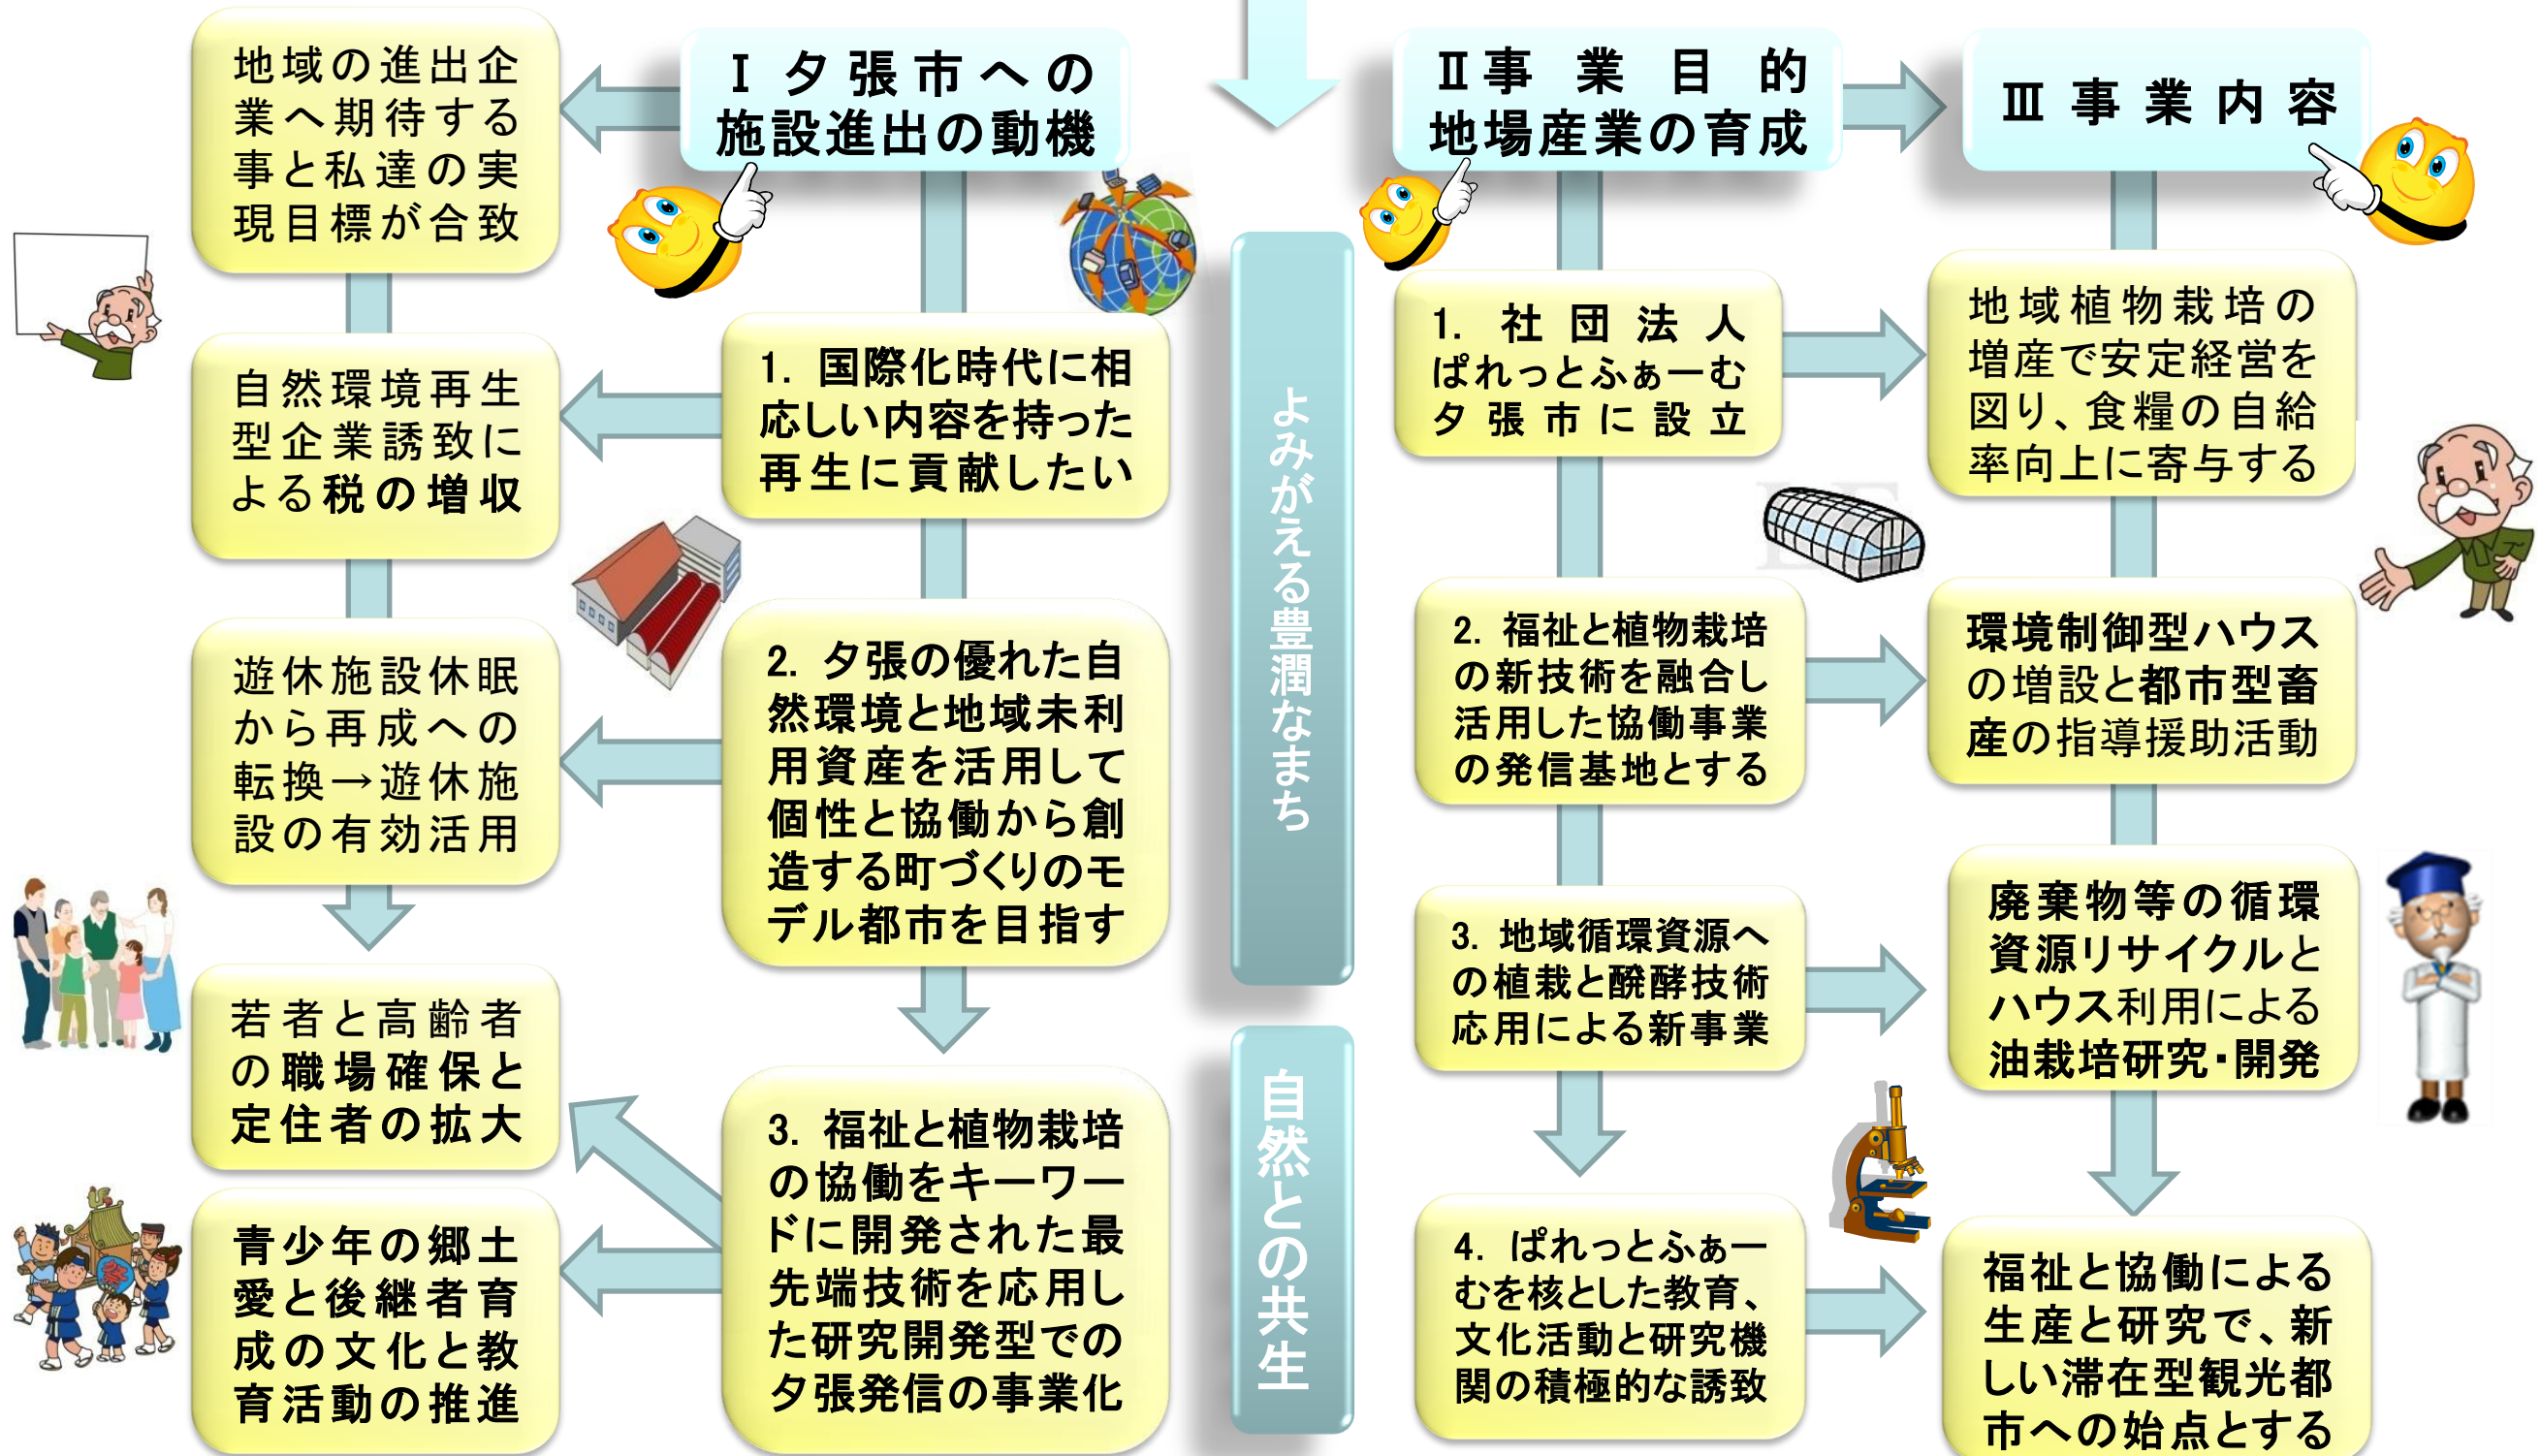 地域の進出企
業へ期待する
事と私達の実
現目標が合致
自然環境再生
型企業誘致に
よる税の増収
遊休施設休眠
から再成への
転換→遊休施
設の有効活用
若者と高齢者
の職場確保と
定住者の拡大
青少年の郷土
愛と後継者育
成の文化と教
育活動の推進
Ⅰ夕張市への
施設進出の動機
1. 国際化時代に相
応しい内容を持った
再生に貢献したい
2. 夕張の優れた自
然環境と地域未利
用資産を活用して
個性と協働から創
造する町づくりのモ
デル都市を目指す
3. 福祉と植物栽培
の協働をキーワー
ドに開発された最
先端技術を応用し
た研究開発型での
夕張発信の事業化
よみがえる豊潤なまち
自然との共生
Ⅱ事業目的
地場産業の育成
1. 社団法人
ぱれっとふぁーむ
夕張市に設立
2. 福祉と植物栽培
の新技術を融合し
活用した協働事業
の発信基地とする
3. 地域循環資源へ
の植栽と醗酵技術
応用による新事業
4. ぱれっとふぁー
むを核とした教育、
文化活動と研究機
関の積極的な誘致
Ⅲ事業内容
地域植物栽培の
増産で安定経営を
図り、食糧の自給
率向上に寄与する
環境制御型ハウス
の増設と都市型畜
産の指導援助活動
廃棄物等の循環
資源リサイクルと
ハウス利用による
油栽培研究・開発
福祉と協働による
生産と研究で、新
しい滞在型観光都
市への始点とする